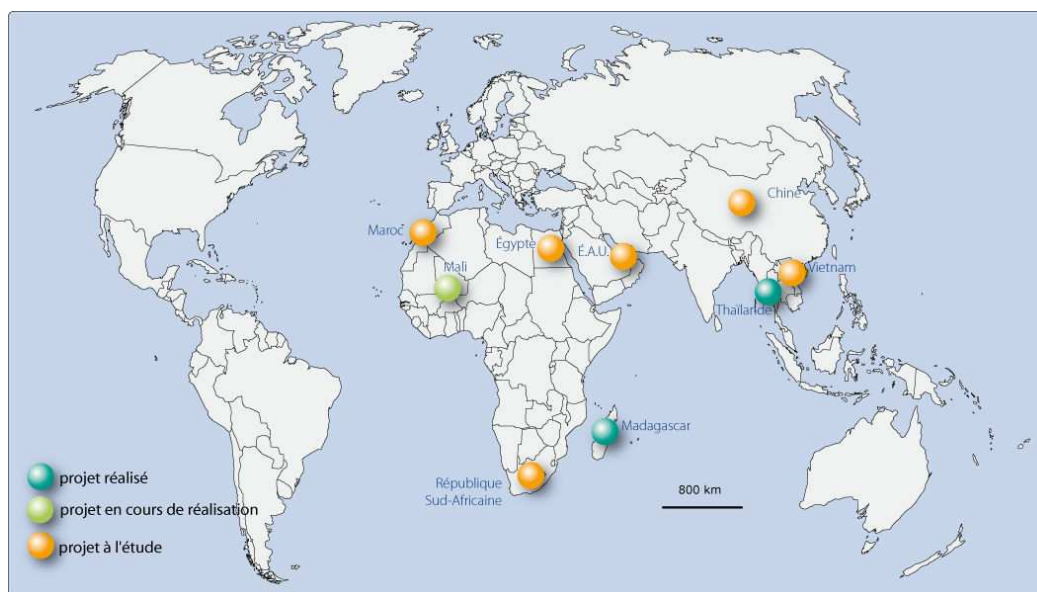 Chine
Maroc
Égypte
É.A.U.
Mali
Vietnam
Thaïlande
Madagascar
République
Sud-Africaine
800 km
projet réalisé
projet en cours de réalisation
projet à l'étude